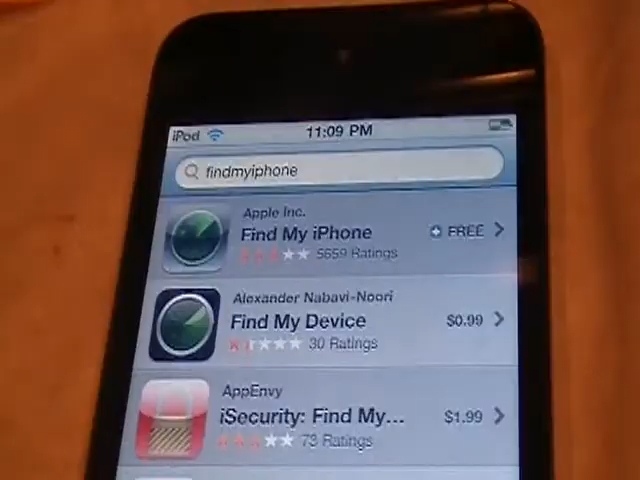 iPod 11:09 PM
findmyiphone
Apple Inc.
Find My iPhone + FREE
5659 Ratings
Alexander Nabavi-Noori
Find My Device $0.99
30 Ratings
AppEnvy
iSecurity: Find My... $1.99
73 Ratings